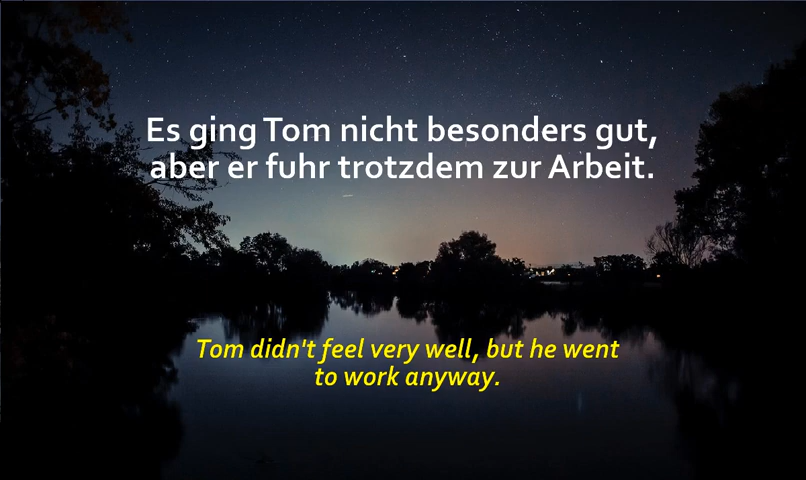 Es ging Tom nicht besonders gut,
aber er fuhr trotzdem zur Arbeit.
Tom didn't feel very well, but he went
to work anyway.